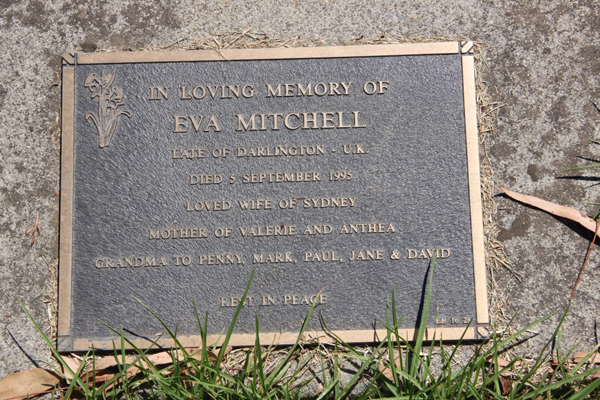 IN LOVING MEMORY OF
EVA MITCHELL
LATE OF DARLINGTON - U.K.
DIED 5 SEPTEMBER 1995
LOVED WIFE OF SYDNEY
MOTHER OF VALERIE AND ANTHEA
GRANDMA TO PENNY, MARK, PAUL, JANE & DAVID
REST IN PEACE